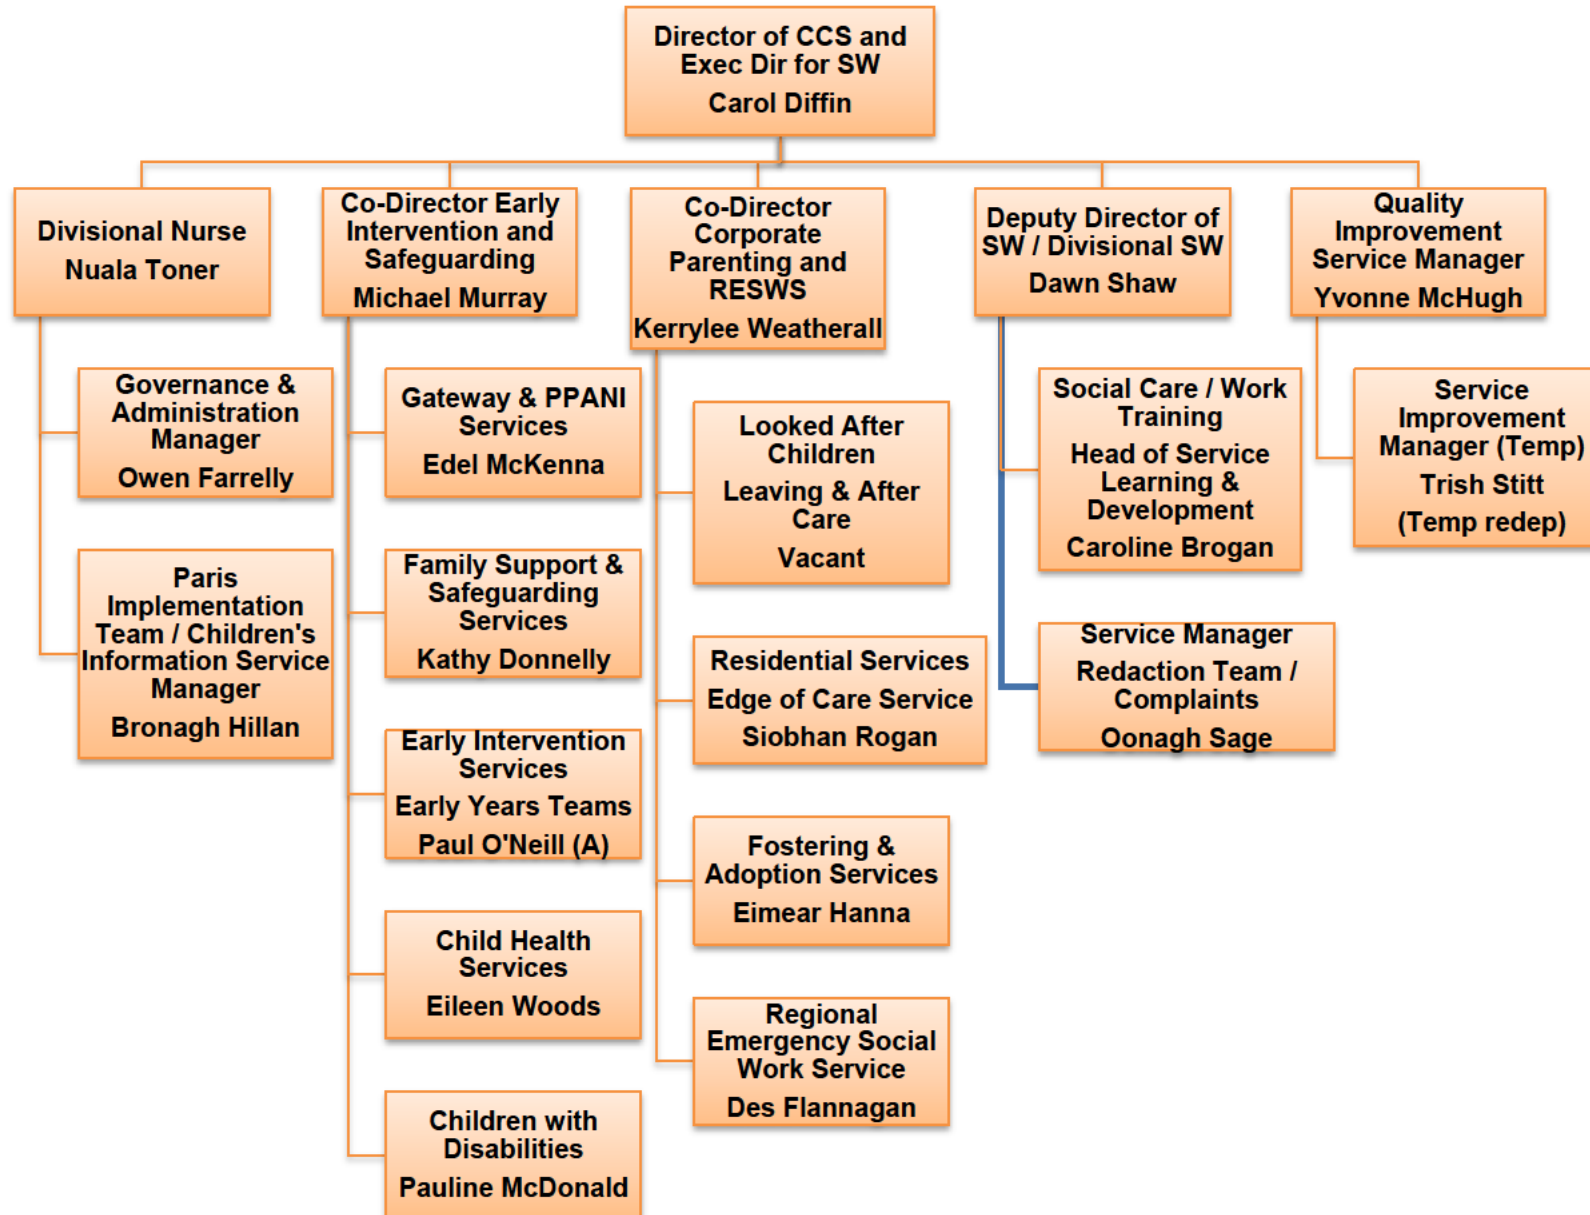 Director of CCS and
Exec Dir for SW
Carol Diffin
Divisional Nurse
Nuala Toner
Governance &
Administration
Manager
Owen Farrelly
Paris
Implementation
Team / Children's
Information Service
Manager
Bronagh Hillan
Co-Director Early
Intervention and
Safeguarding
Michael Murray
Gateway & PPANI
Services
Edel McKenna
Family Support &
Safeguarding
Services
Kathy Donnelly
Early Intervention
Services
Early Years Teams
Paul O'Neill (A)
Child Health
Services
Eileen Woods
Children with
Disabilities
Pauline McDonald
Co-Director
Corporate
Parenting and
RESWS
Kerrylee Weatherall
Looked After
Children
Leaving & After
Care
Vacant
Residential Services
Edge of Care Service
Siobhan Rogan
Fostering &
Adoption Services
Eimear Hanna
Regional
Emergency Social
Work Service
Des Flannagan
Deputy Director of
SW / Divisional SW
Dawn Shaw
Social Care / Work
Training
Head of Service
Learning &
Development
Caroline Brogan
Service Manager
Redaction Team /
Complaints
Oonagh Sage
Quality
Improvement
Service Manager
Yvonne McHugh
Service
Improvement
Manager (Temp)
Trish Stitt
(Temp redep)